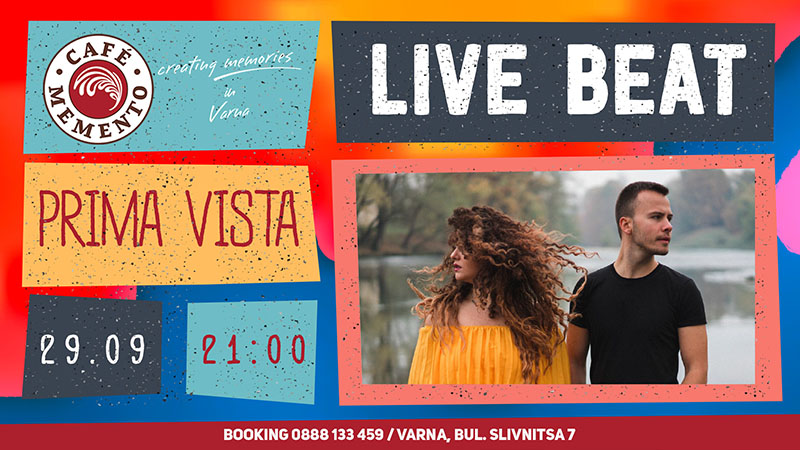 CAFÉ
MEMENTO
creating memories
in
Varna
LIVE BEAT
PRIMA VISTA
29.09
21:00
BOOKING 0888 133 459 / VARNA, BUL. SLIVNITSA 7